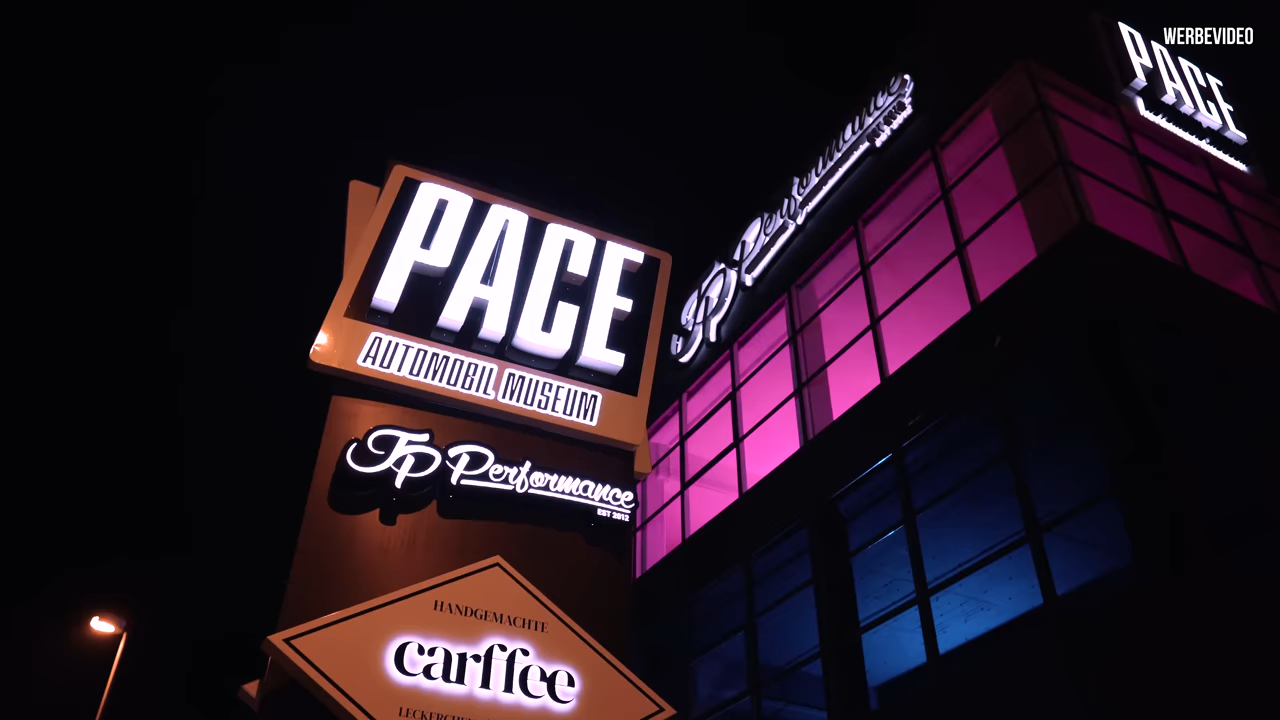 WERBEVIDEO
PACE
JP Performance
PACE
AUTOMOBIL MUSEUM
JP Performance
EST 2012
HANDGEMACHTE
carffee